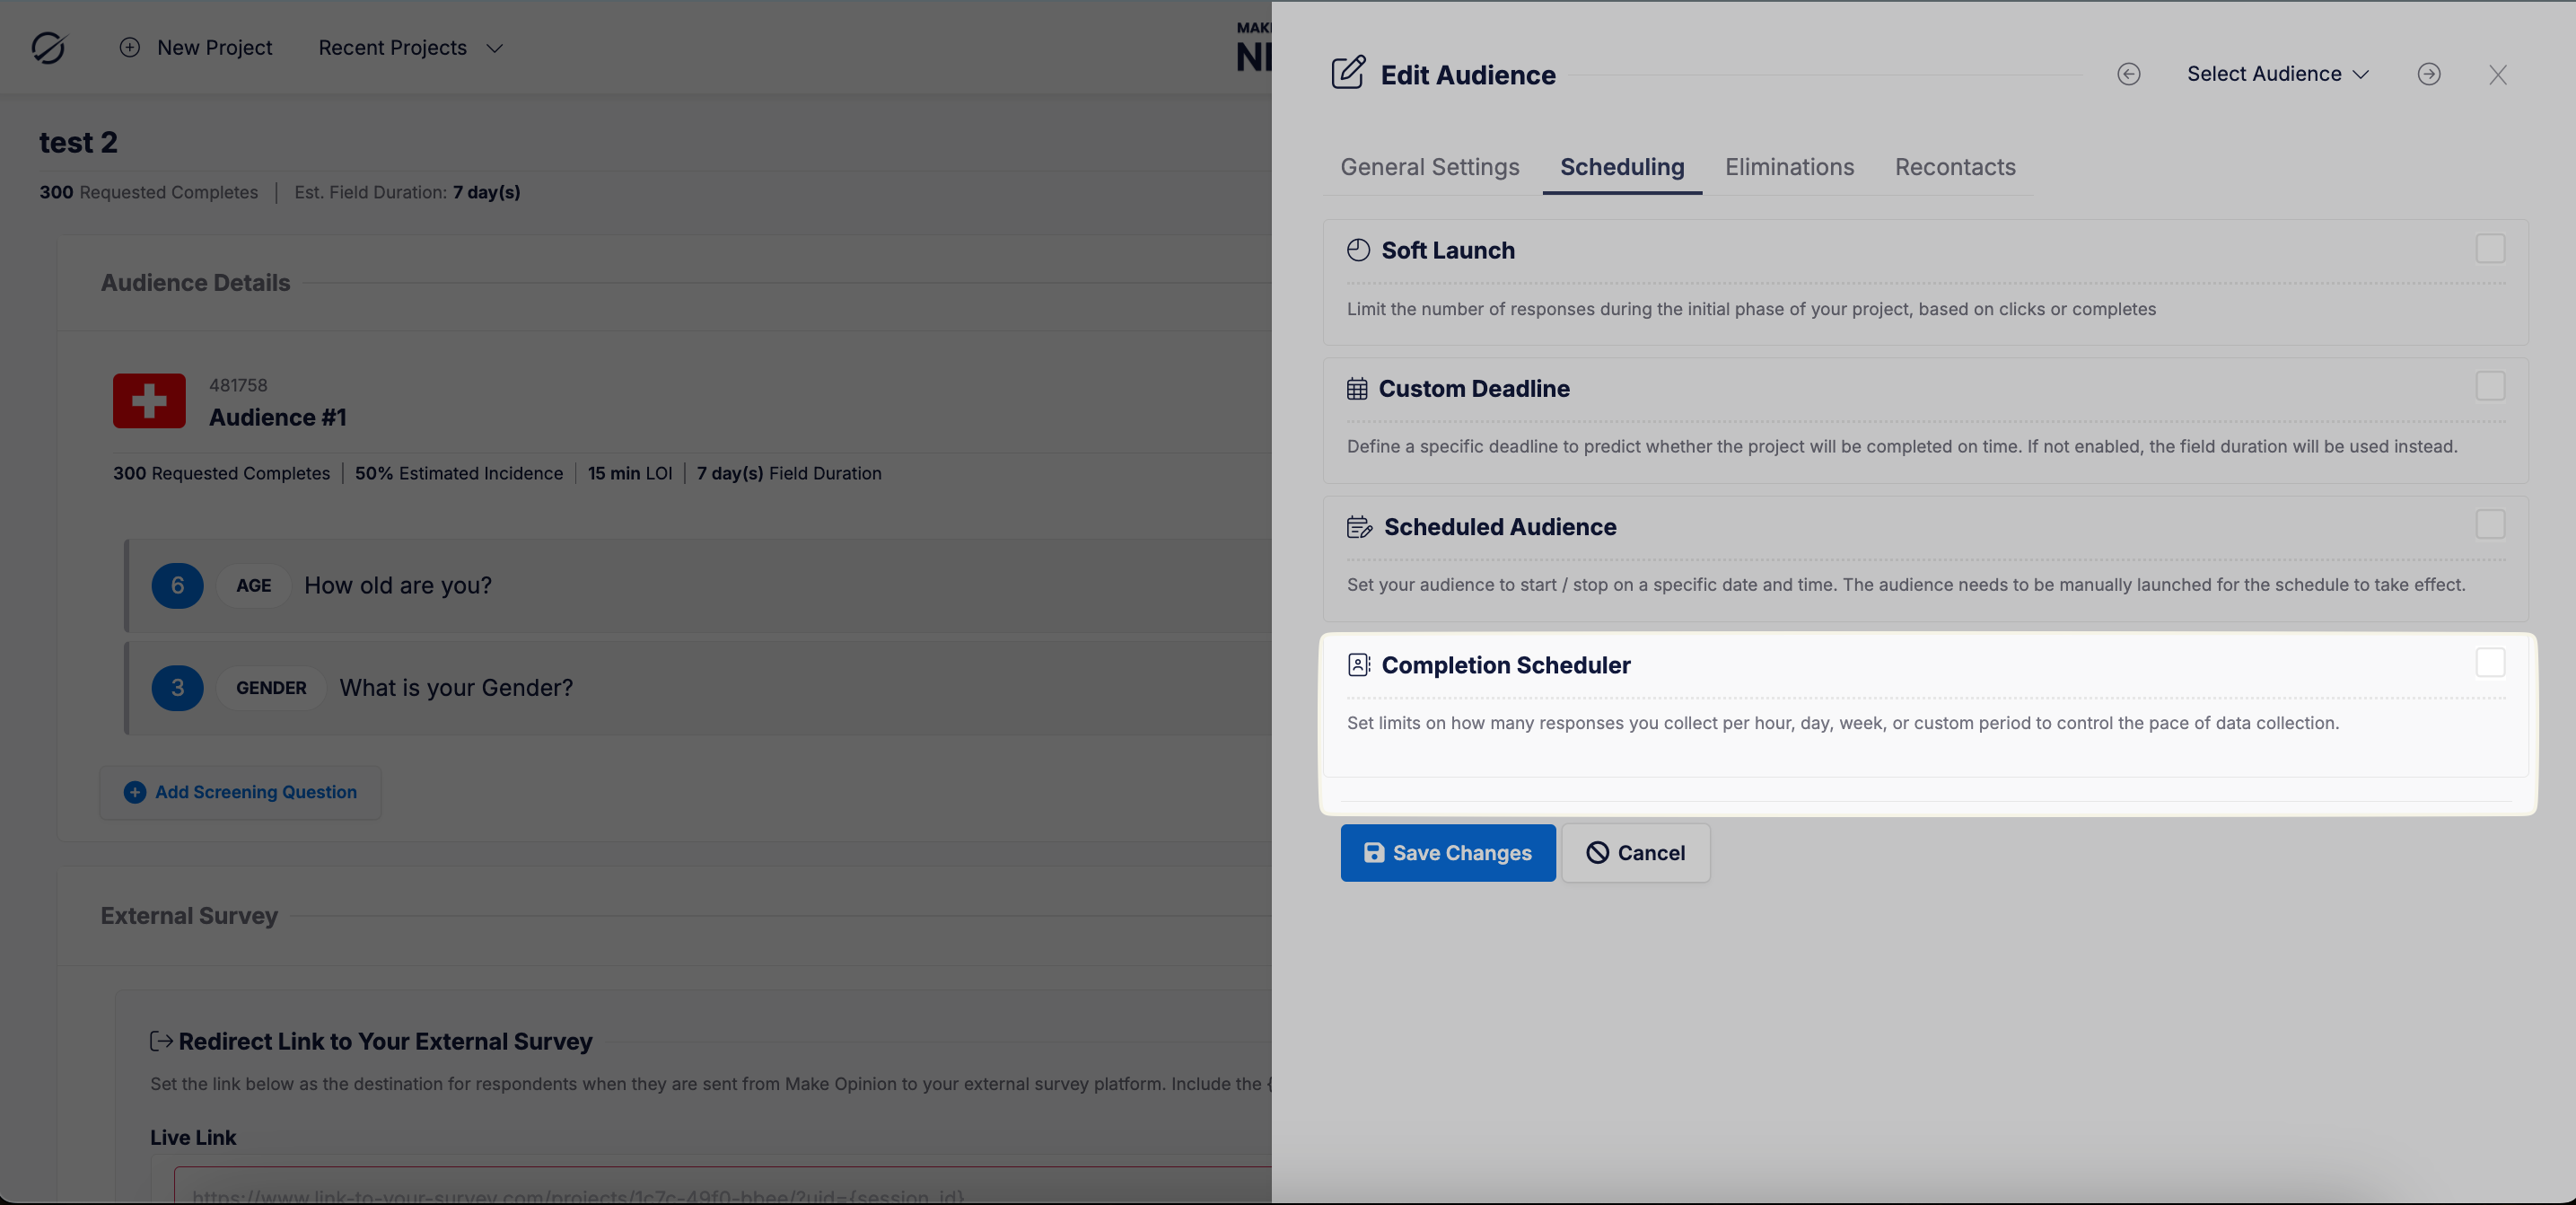 New Project
Recent Projects
MAK
test 2
300 Requested Completes
Est. Field Duration: 7 day(s)
Audience Details
481758
Audience #1
300 Requested Completes
50% Estimated Incidence
15 min LOI
7 day(s) Field Duration
6 AGE How old are you?
3 GENDER What is your Gender?
Add Screening Question
External Survey
Redirect Link to Your External Survey
Set the link below as the destination for respondents when they are sent from Make Opinion to your external survey platform. Include the {
Live Link
https://www.link-to-your-survey.com/projects/1c7c-49f0-bbee/?uid={session_id}
Edit Audience
Select Audience
General Settings
Scheduling
Eliminations
Recontacts
Soft Launch
Limit the number of responses during the initial phase of your project, based on clicks or completes
Custom Deadline
Define a specific deadline to predict whether the project will be completed on time. If not enabled, the field duration will be used instead.
Scheduled Audience
Set your audience to start / stop on a specific date and time. The audience needs to be manually launched for the schedule to take effect.
Completion Scheduler
Set limits on how many responses you collect per hour, day, week, or custom period to control the pace of data collection.
Save Changes
Cancel